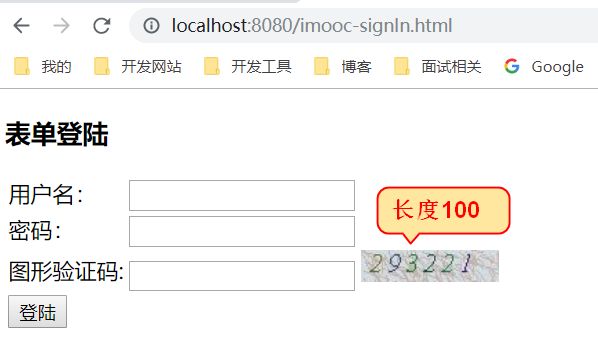 localhost:8080/imooc-signIn.html
我的 开发网站 开发工具 博客 面试相关 Google
表单登陆
用户名：
长度100
密码：
图形验证码: 293221
登陆